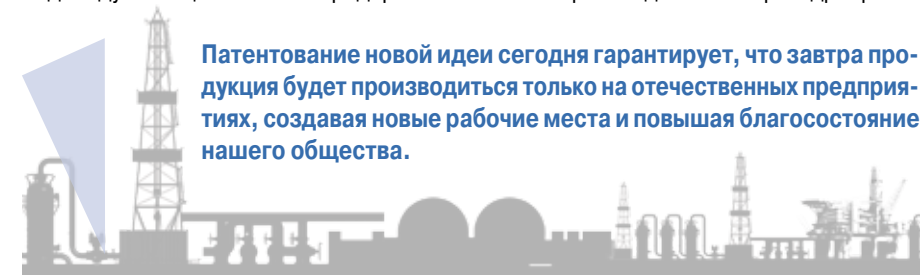 Патентование новой идеи сегодня гарантирует, что завтра про-
дукция будет производиться только на отечественных предприя-
тиях, создавая новые рабочие места и повышая благосостояние
нашего общества.